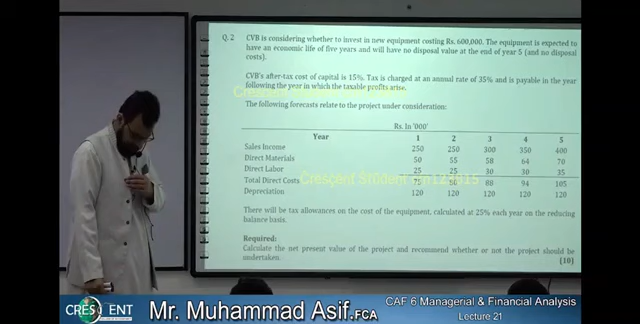 Q. 2 CVB is considering whether to invest in new equipment costing Rs. 600,000. The equipment is expected to
have an economic life of five years and will have no disposal value at the end of year 5 (and no disposal
costs).
CVB's after-tax cost of capital is 15%. Tax is charged at an annual rate of 35% and is payable in the year
following the year in which the taxable profits arise.
The following forecasts relate to the project under consideration:
Rs. In '000'
Year 1 2 3 4 5
Sales Income 250 250 300 350 400
Direct Materials 50 55 58 64 70
Direct Labor 25 25 30 30 35
Total Direct Costs 88 94 105
Crescent Student
Depreciation 120 120 120 120 120
There will be tax allowances on the cost of the equipment, calculated at 25% each year on the reducing
balance basis.
Required:
Calculate the net present value of the project and recommend whether or not the project should be
undertaken. (10)
CRESCENT
Mr. Muhammad Asif.FCA
CAF 6 Managerial & Financial Analysis
Lecture 21